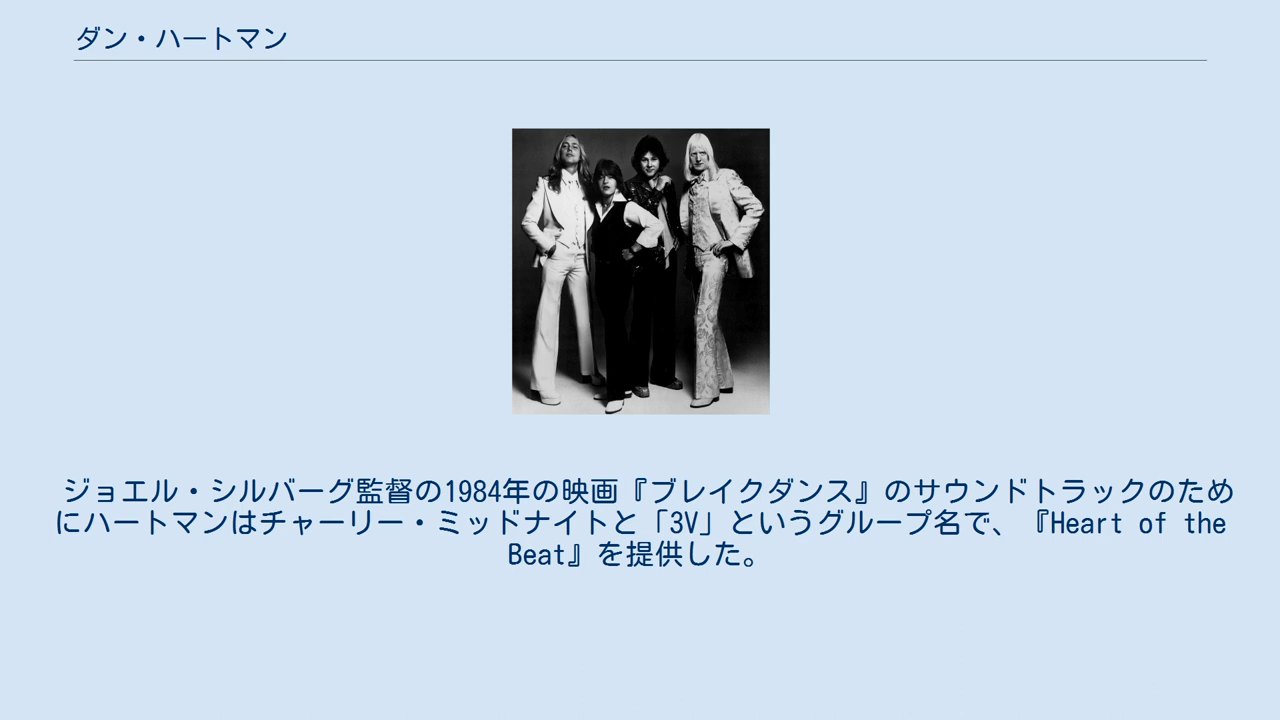 ダン・ハートマン
ジョエル・シルバーグ監督の1984年の映画『ブレイクダンス』のサウンドトラックのため
にハートマンはチャーリー・ミッドナイトと「3V」というグループ名で、『Heart of the
Beat』を提供した。